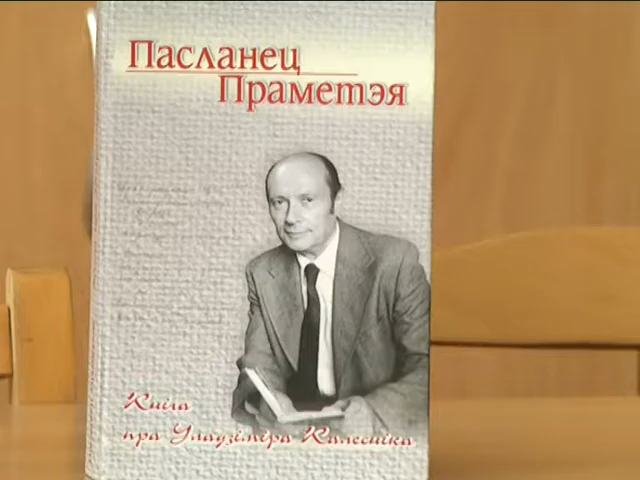 Пасланец
Праметэя
Кніга
пра Уладзіміра Калесніка